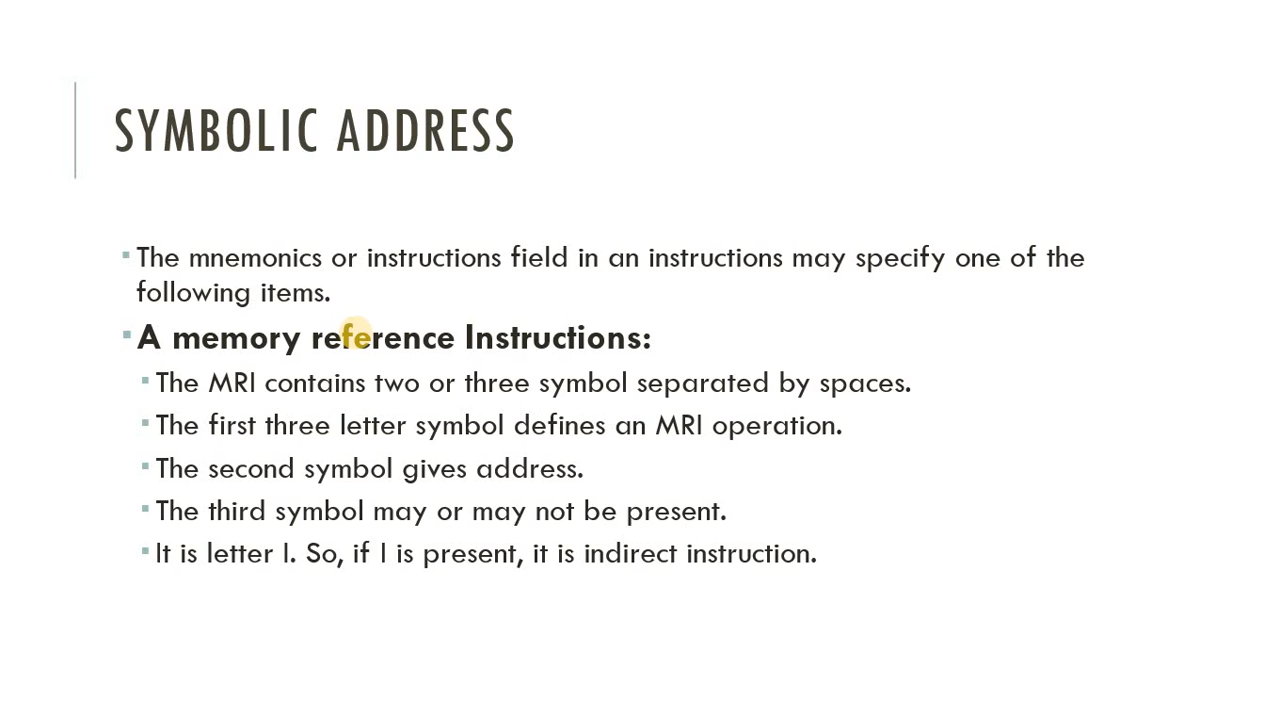 SYMBOLIC ADDRESS
The mnemonics or instructions field in an instructions may specify one of the
following items.
A memory reference Instructions:
The MRI contains two or three symbol separated by spaces.
The first three letter symbol defines an MRI operation.
The second symbol gives address.
The third symbol may or may not be present.
It is letter I. So, if I is present, it is indirect instruction.